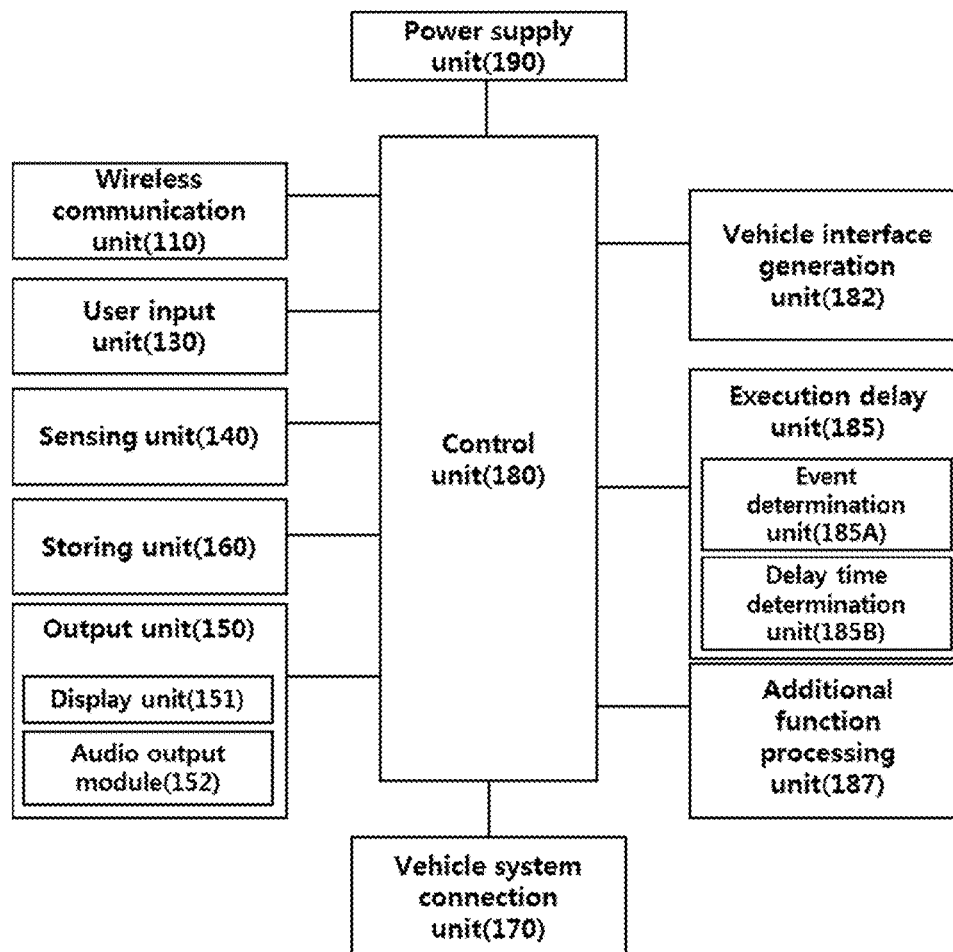 Power supply
unit(190)
Wireless
communication
unit(110)
User input
unit(130)
Sensing unit(140)
Storing unit(160)
Output unit(150)
Display unit(151)
Audio output
module(152)
Control
unit(180)
Vehicle interface
generation
unit(182)
Execution delay
unit(185)
Event
determination
unit(185A)
Delay time
determination
unit(185B)
Additional
function
processing
unit(187)
Vehicle system
connection
unit(170)